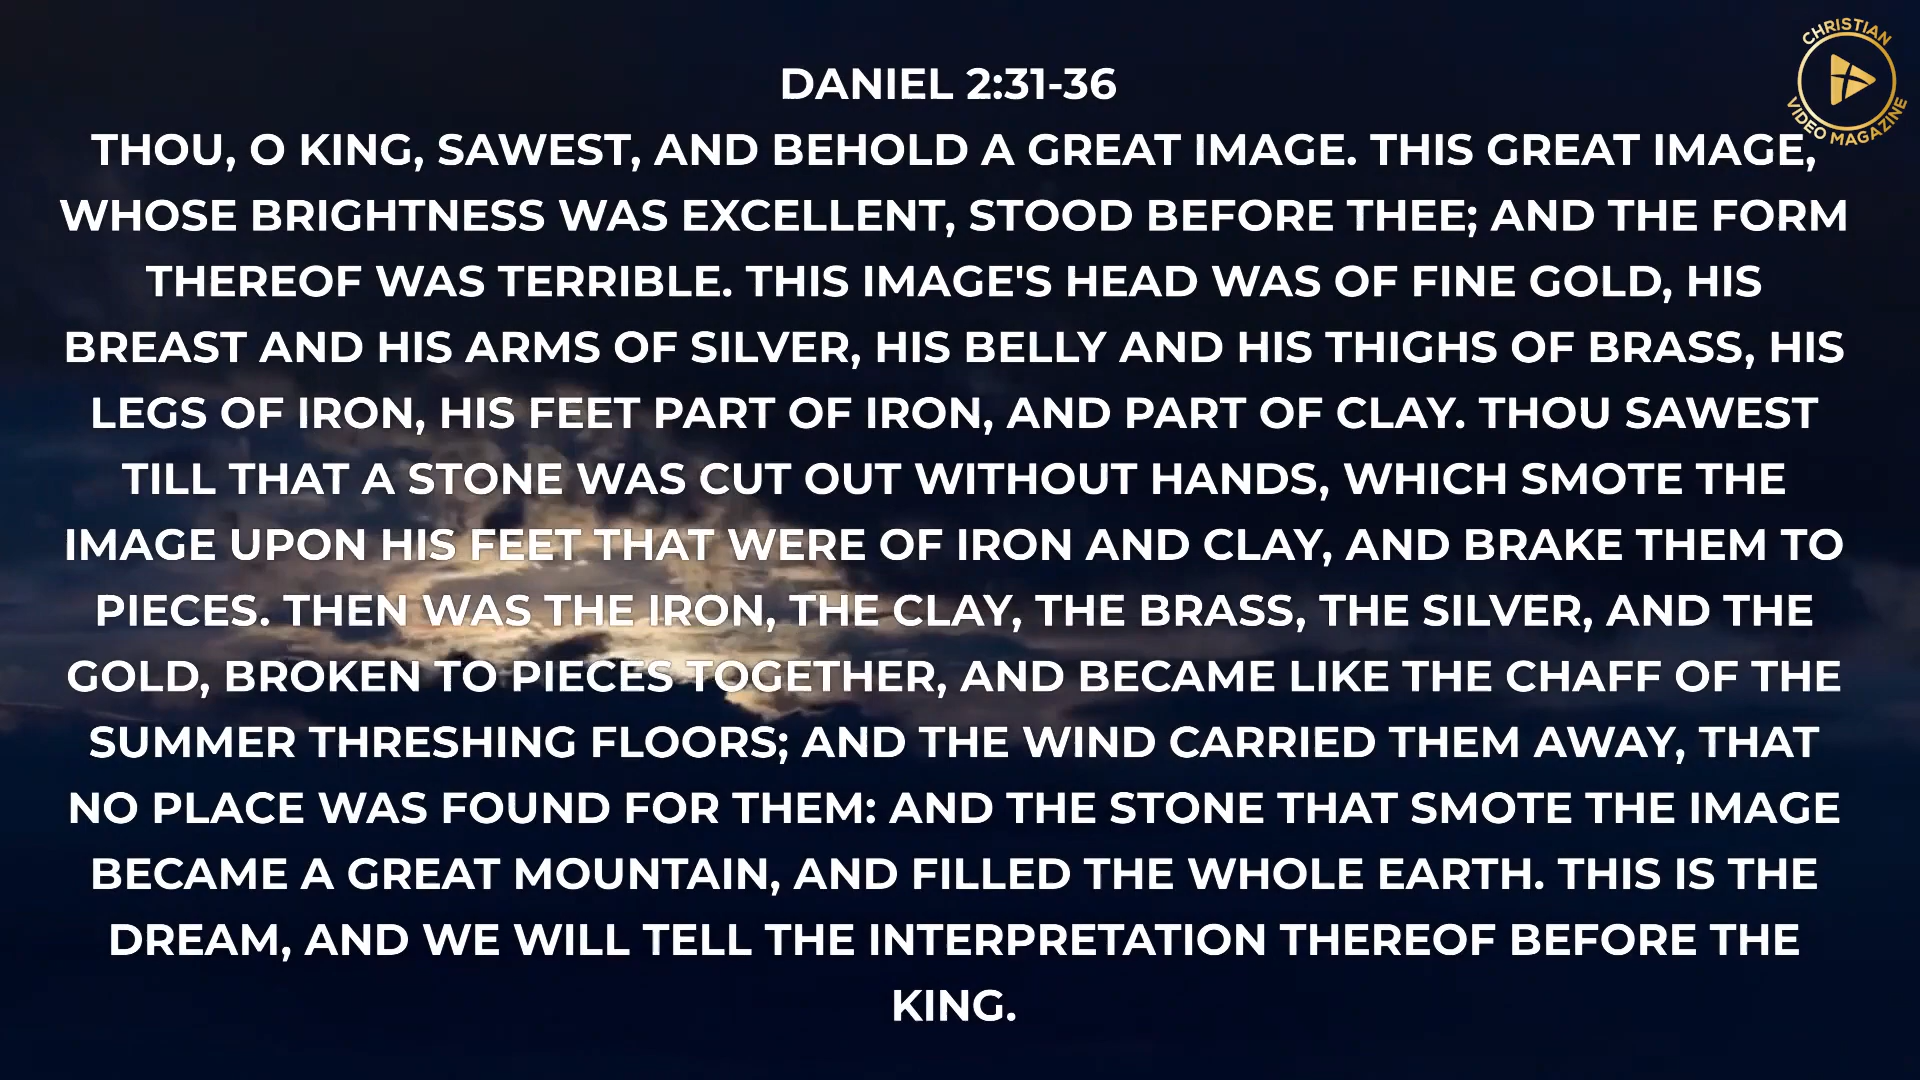 CHRISTIAN
VIDEO MAGAZINE
DANIEL 2:31-36
THOU, O KING, SAWEST, AND BEHOLD A GREAT IMAGE. THIS GREAT IMAGE,
WHOSE BRIGHTNESS WAS EXCELLENT, STOOD BEFORE THEE; AND THE FORM
THEREOF WAS TERRIBLE. THIS IMAGE'S HEAD WAS OF FINE GOLD, HIS
BREAST AND HIS ARMS OF SILVER, HIS BELLY AND HIS THIGHS OF BRASS, HIS
LEGS OF IRON, HIS FEET PART OF IRON, AND PART OF CLAY. THOU SAWEST
TILL THAT A STONE WAS CUT OUT WITHOUT HANDS, WHICH SMOTE THE
IMAGE UPON HIS FEET THAT WERE OF IRON AND CLAY, AND BRAKE THEM TO
PIECES. THEN WAS THE IRON, THE CLAY, THE BRASS, THE SILVER, AND THE
GOLD, BROKEN TO PIECES TOGETHER, AND BECAME LIKE THE CHAFF OF THE
SUMMER THRESHING FLOORS; AND THE WIND CARRIED THEM AWAY, THAT
NO PLACE WAS FOUND FOR THEM: AND THE STONE THAT SMOTE THE IMAGE
BECAME A GREAT MOUNTAIN, AND FILLED THE WHOLE EARTH. THIS IS THE
DREAM, AND WE WILL TELL THE INTERPRETATION THEREOF BEFORE THE
KING.